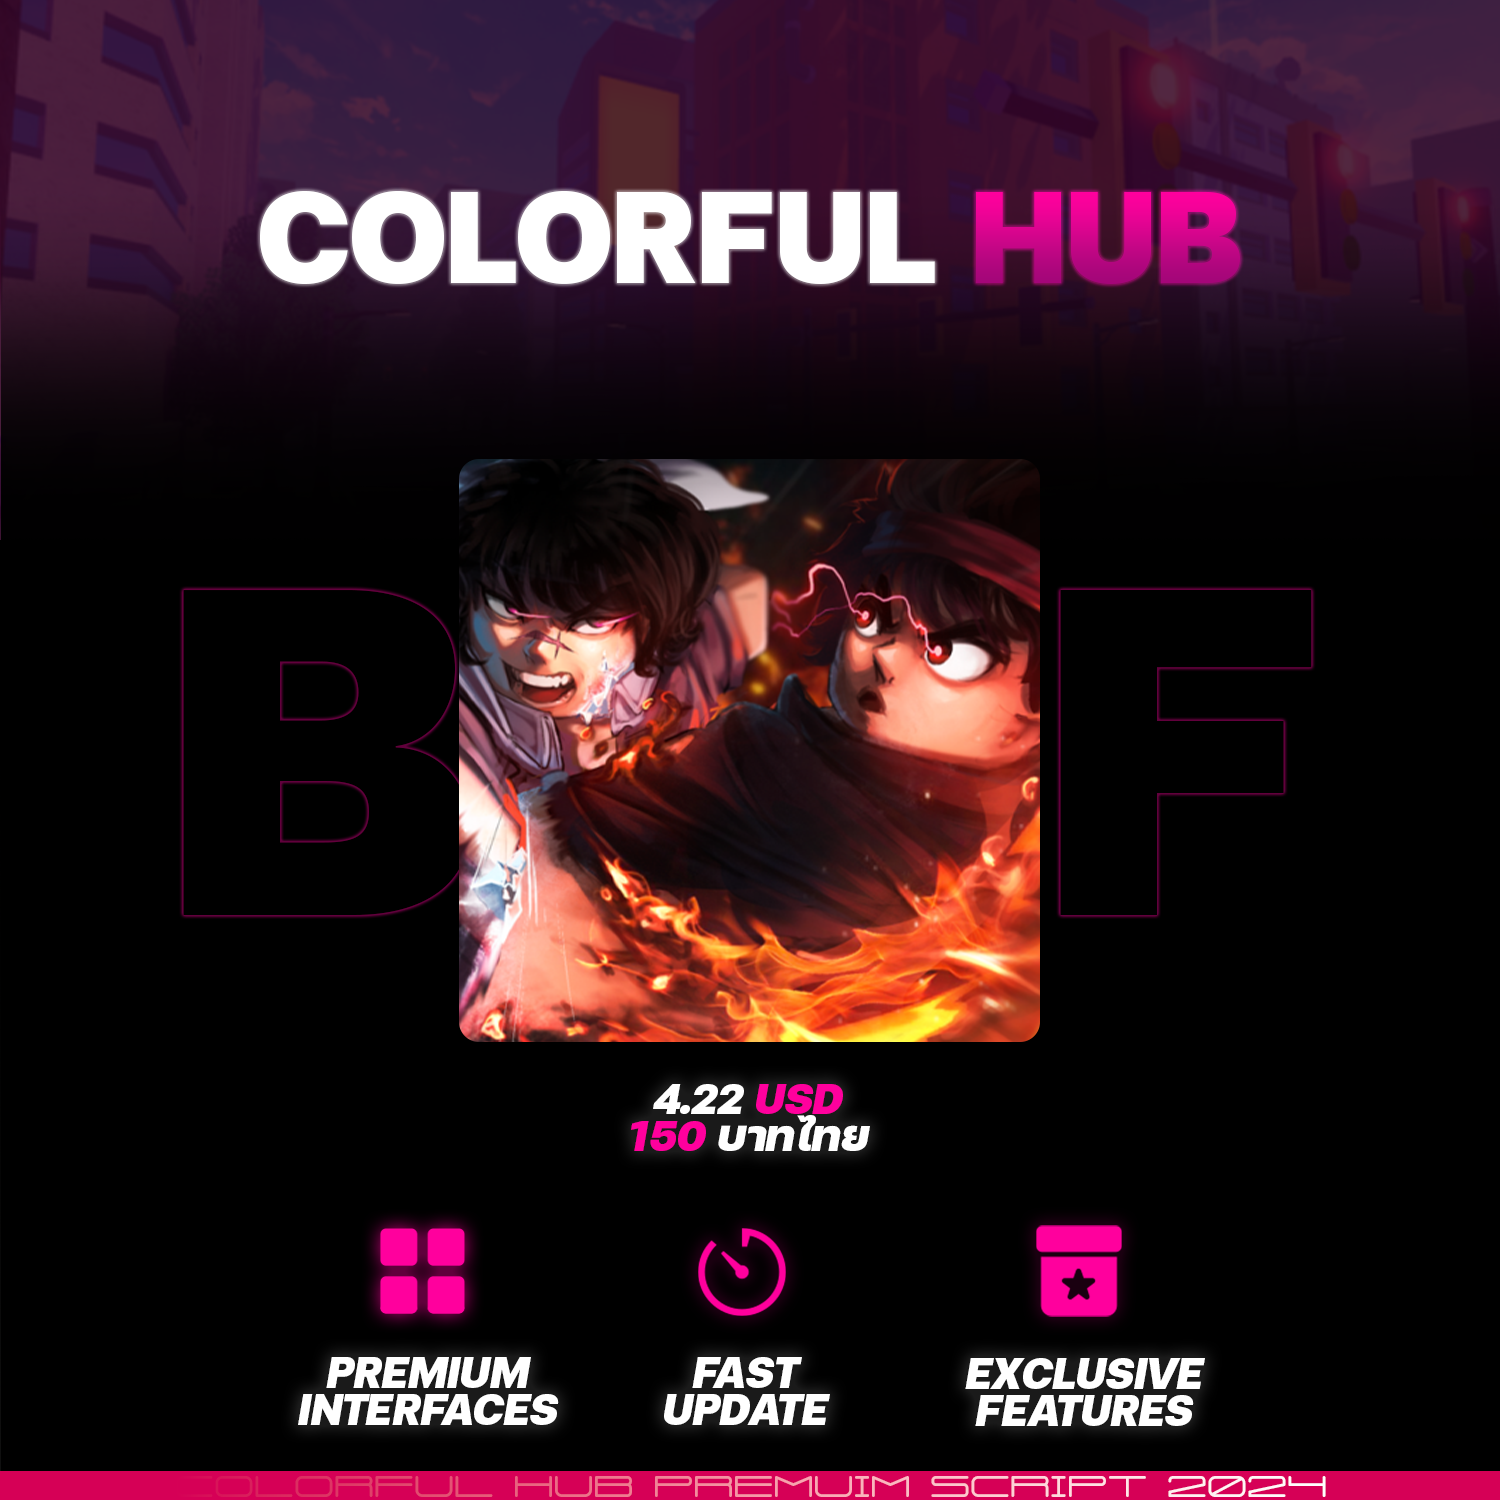 COLORFUL HUB
B F
4.22 USD
150 บาทไทย
PREMIUM
INTERFACES
FAST
UPDATE
EXCLUSIVE
FEATURES
COLORFUL HUB PREMUIM SCRIPT 2024